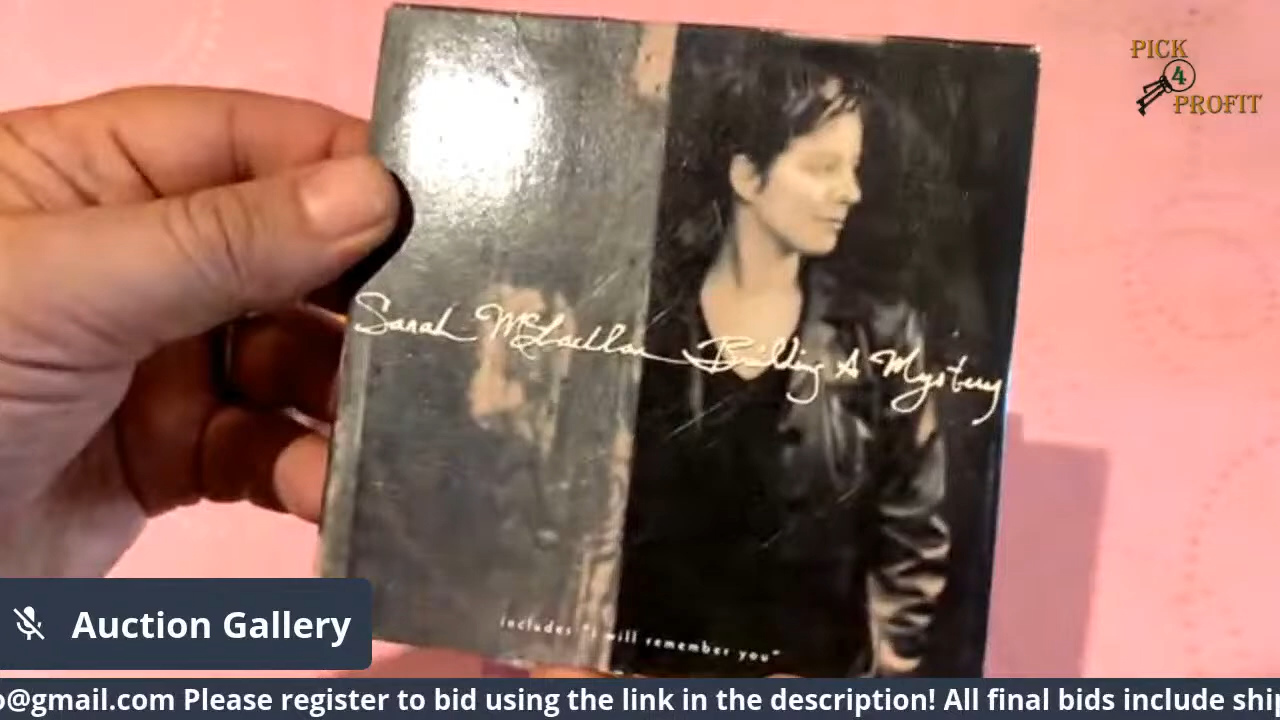 PICK
4
PROFIT
Sarah McLachlan Building A Mystery
includes "i will remember you"
Auction Gallery
o@gmail.com Please register to bid using the link in the description! All final bids include